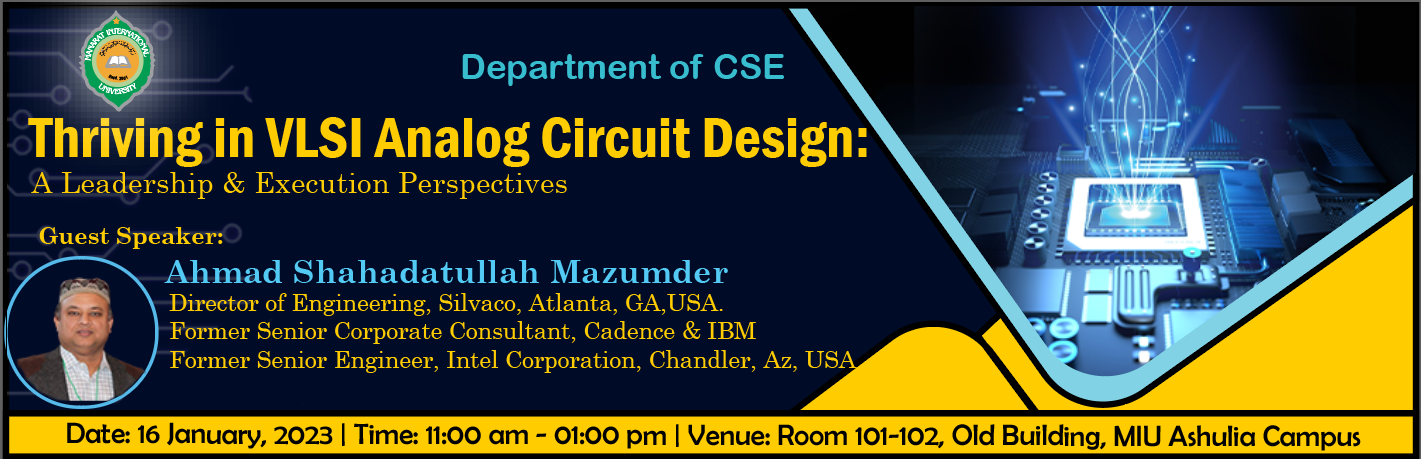 MANARAT INTERNATIONAL
UNIVERSITY
Department of CSE
Thriving in VLSI Analog Circuit Design:
A Leadership & Execution Perspectives
Guest Speaker:
Ahmad Shahadatullah Mazumder
Director of Engineering, Silvaco, Atlanta, GA,USA.
Former Senior Corporate Consultant, Cadence & IBM
Former Senior Engineer, Intel Corporation, Chandler, Az, USA
Date: 16 January, 2023 | Time: 11:00 am - 01:00 pm | Venue: Room 101-102, Old Building, MIU Ashulia Campus